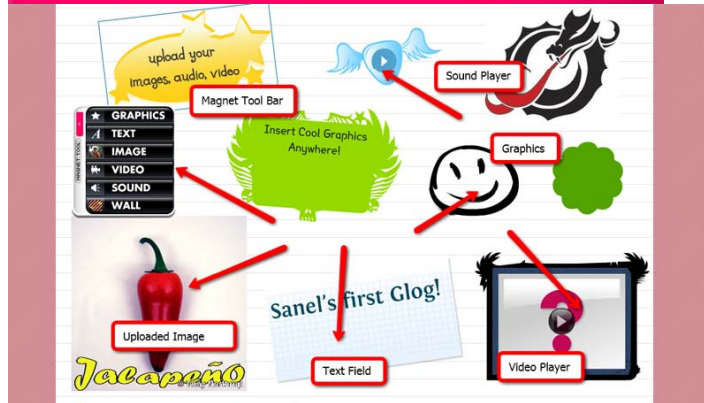 upload your
images, audio, video
Sound Player
Magnet Tool Bar
GRAPHICS
TEXT
IMAGE
VIDEO
SOUND
WALL
MAGNET TOOL
Insert Cool Graphics
Anywhere!
Graphics
Uploaded Image
Jalapeño
Sanel's first Glog!
Text Field
Video Player